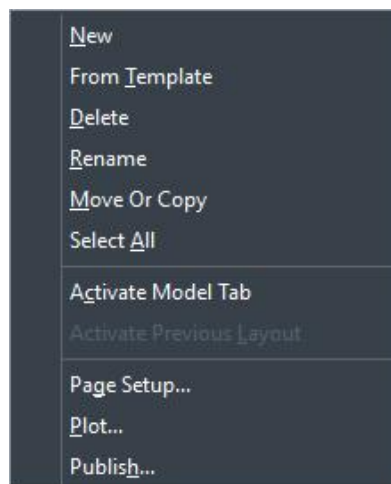 New
From Template
Delete
Rename
Move Or Copy
Select All
Activate Model Tab
Activate Previous Layout
Page Setup...
Plot...
Publish...